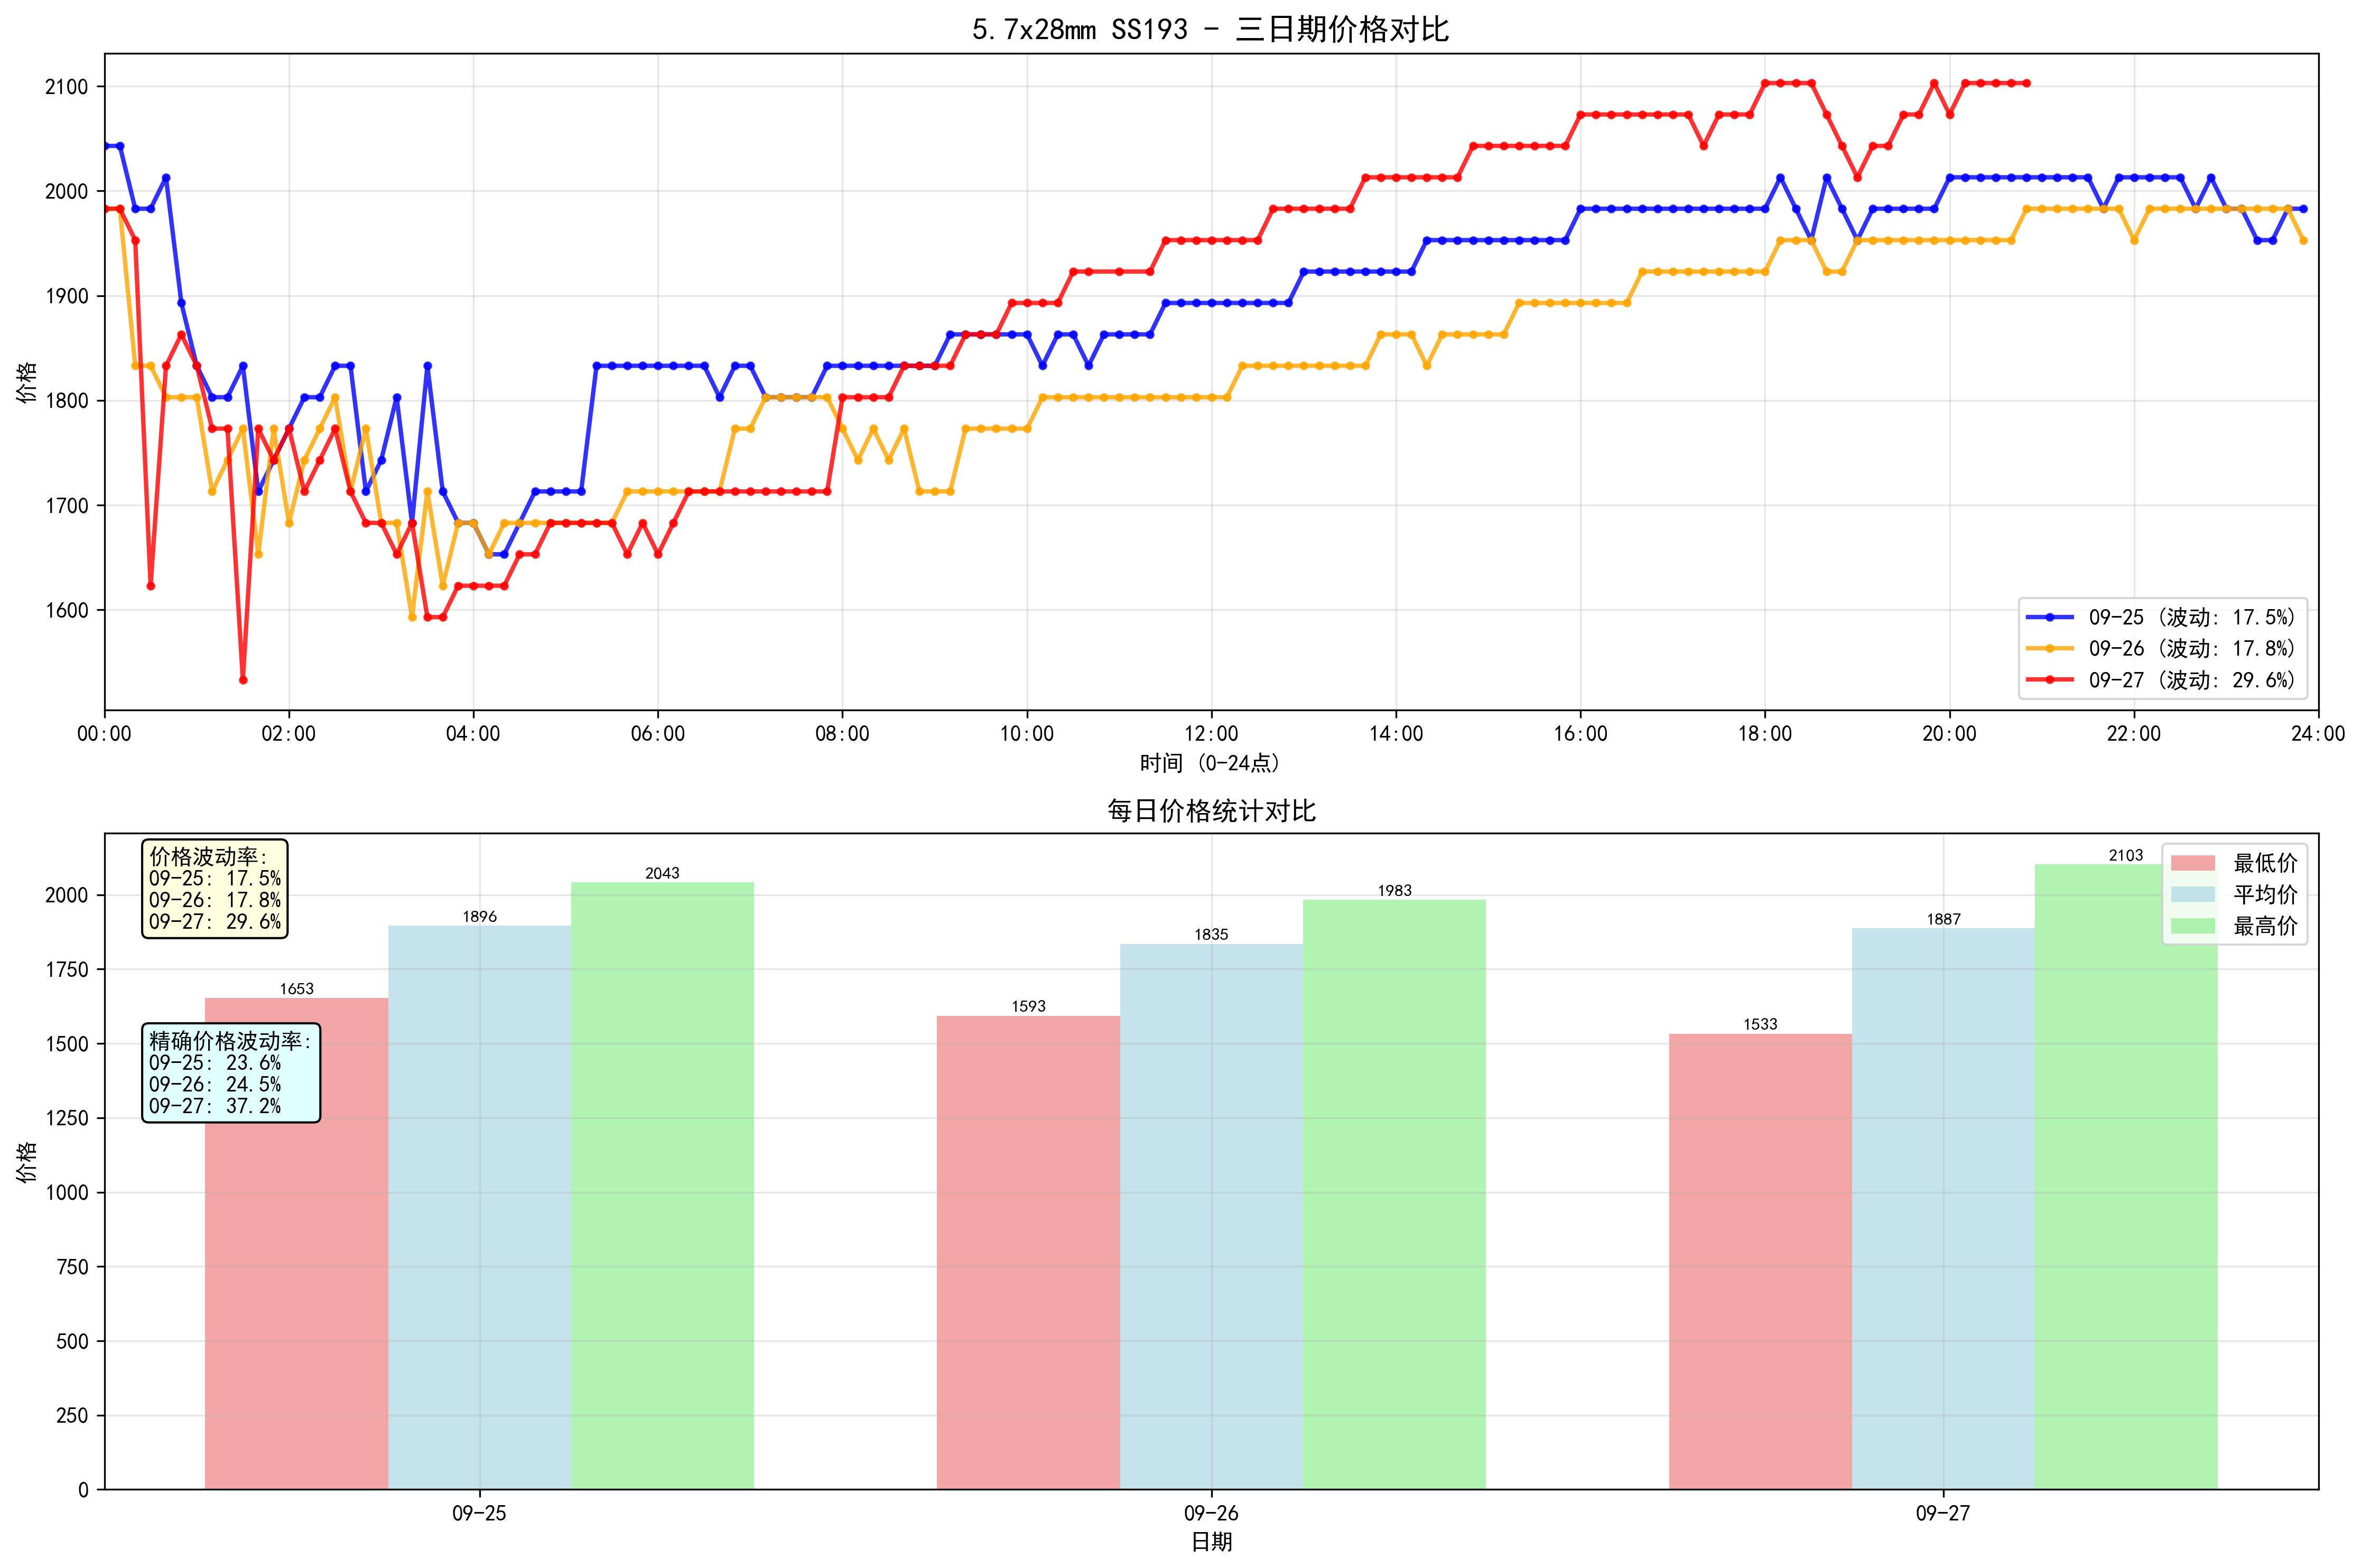 5.7x28mm SS193 - 三日期价格对比
价格
2100
2000
1900
1800
1700
1600
09-25 (波动: 17.5%)
09-26 (波动: 17.8%)
09-27 (波动: 29.6%)
00:00 02:00 04:00 06:00 08:00 10:00 12:00 14:00 16:00 18:00 20:00 22:00 24:00
时间 (0-24点)
每日价格统计对比
价格
2000
1750
1500
1250
1000
750
500
250
0
价格波动率:
09-25: 17.5%
09-26: 17.8%
09-27: 29.6%
精确价格波动率:
09-25: 23.6%
09-26: 24.5%
09-27: 37.2%
1653 1896 2043
1593 1835 1983
1533 1887 2103
最低价
平均价
最高价
09-25 09-26 09-27
日期